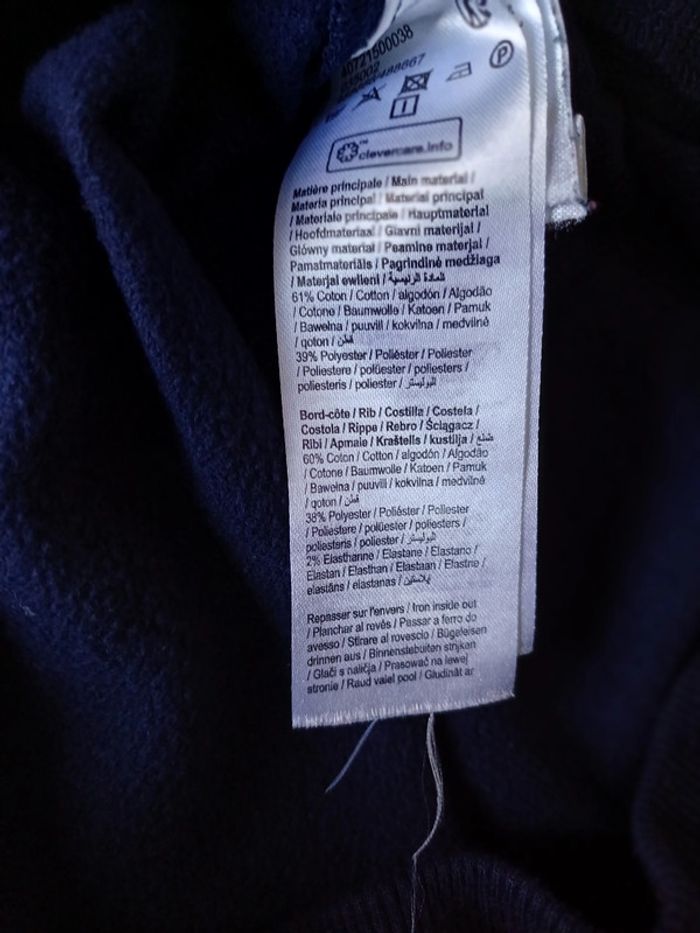 clevercare.info
Matière principale / Main material /
Materia principal / Material principal
/ Materiale principale / Hauptmaterial
/ Hoofdmateriaal / Glavni materijal /
Główny materiał / Peamine materjal /
Pamatmateriāls / Pagrindinė medžiaga
/ Materjal ewlieni / المادة الرئيسية
61% Coton / Cotton / algodón / Algodão
/ Cotone / Baumwolle / Katoen / Pamuk
/ Bawełna / puuvill / kokvilna / medvilnė
/ qoton / قطن
39% Polyester / Poliéster / Poliester
/ Poliestere / polüester / poliesters /
poliesteris / poliester / البوليستر
Bord-côte / Rib / Costilla / Costela /
Costola / Rippe / Rebro / Ściągacz /
Ribi / Apmale / Kraštelis / kustilja / ضلع
60% Coton / Cotton / algodón / Algodão
/ Cotone / Baumwolle / Katoen / Pamuk
/ Bawełna / puuvill / kokvilna / medvilnė
/ qoton / قطن
38% Polyester / Poliéster / Poliester
/ Poliestere / polüester / poliesters /
poliesteris / poliester / البوليستر
2% Elasthanne / Elastane / Elastano /
Elastan / Elasthan / Elastaan / Elastne /
elastāns / elastanas /
Repasser sur l'envers / Iron inside out
/ Planchar al revés / Passar a ferro do
avesso / Stirare al rovescio / Bügeleisen
drinnen aus / Binnenstebuiten strijken
/ Glačí s naličja / Prasować na lewej
stronie / Raud vaiel pool / Gludināt ar